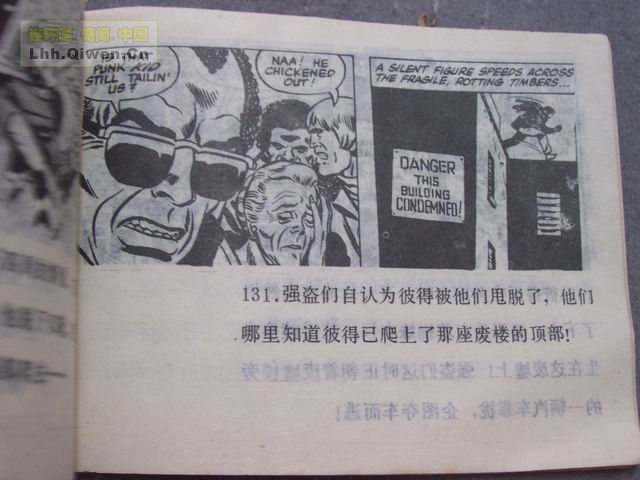 连环画·奇闻·中国
Lhh.Qiwen.Cn
PUNK KID
STILL TAILIN'
US?
NAA! HE
CHICKENED
OUT!
A SILENT FIGURE SPEEDS ACROSS
THE FRAGILE, ROTTING TIMBERS...
DANGER
THIS
BUILDING
CONDEMNED!
131.强盗们自认为彼得被他们甩脱了,他们
哪里知道彼得已爬上了那座废楼的顶部!